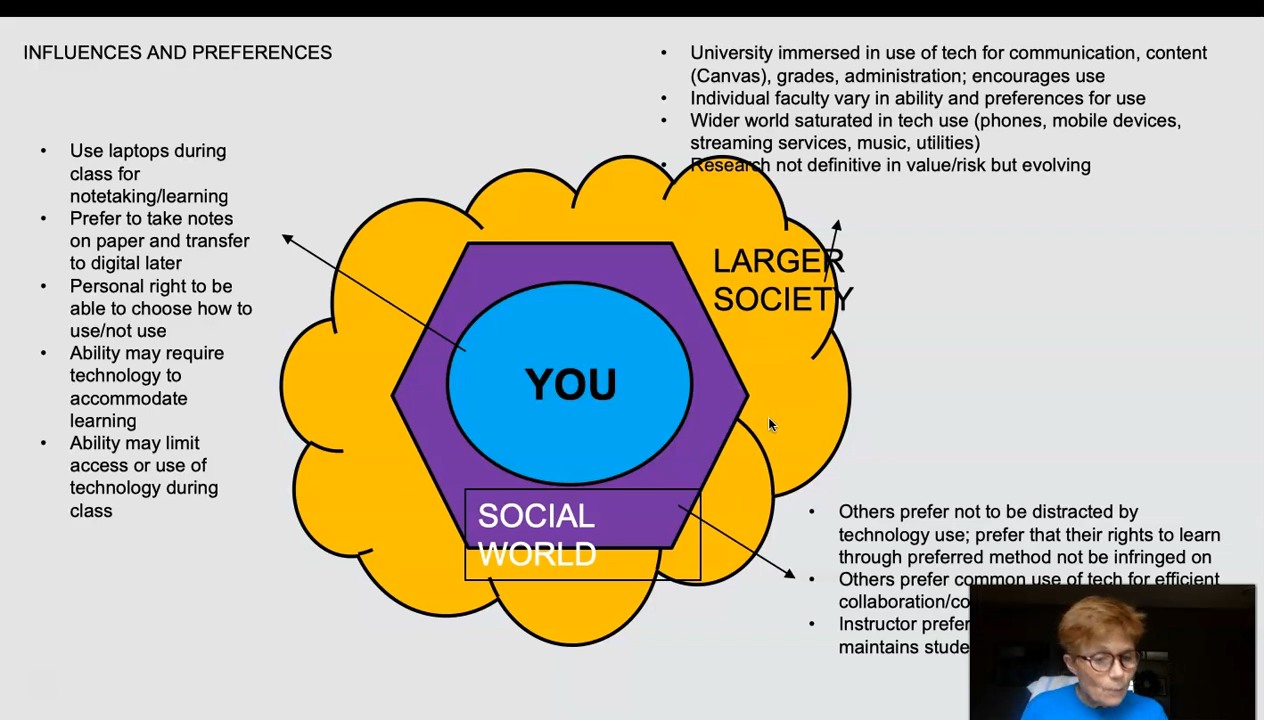 INFLUENCES AND PREFERENCES
• University immersed in use of tech for communication, content
(Canvas), grades, administration; encourages use
• Individual faculty vary in ability and preferences for use
• Wider world saturated in tech use (phones, mobile devices,
streaming services, music, utilities)
• Research not definitive in value/risk but evolving
• Use laptops during
class for
notetaking/learning
• Prefer to take notes
on paper and transfer
to digital later
• Personal right to be
able to choose how to
use/not use
• Ability may require
technology to
accommodate
learning
• Ability may limit
access or use of
technology during
class
LARGER
SOCIETY
YOU
SOCIAL
WORLD
• Others prefer not to be distracted by
technology use; prefer that their rights to learn
through preferred method not be infringed on
• Others prefer common use of tech for efficient
• Instructor
maintains